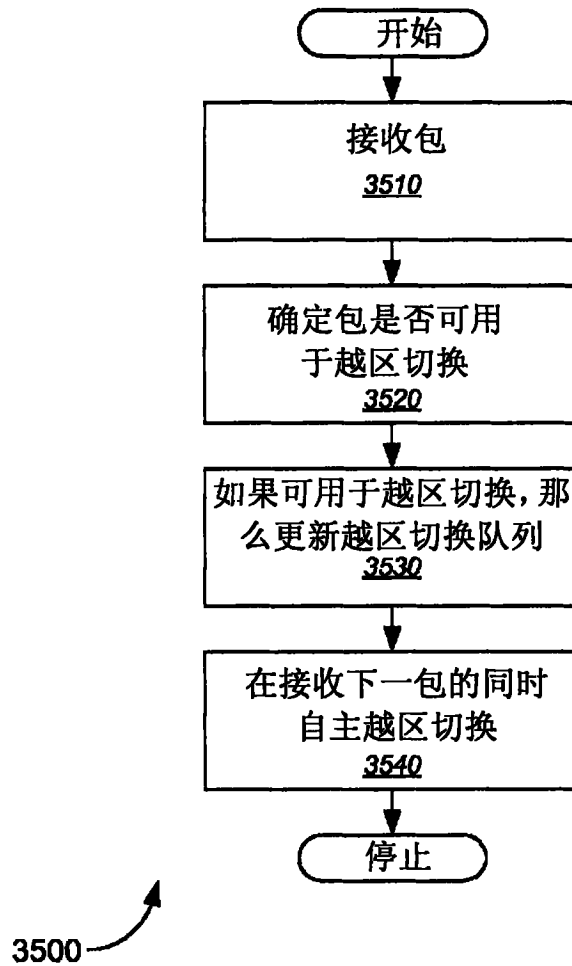 开始
接收包
3510
确定包是否可用
于越区切换
3520
如果可用于越区切换，那
么更新越区切换队列
3530
在接收下一包的同时
自主越区切换
3540
停止
3500